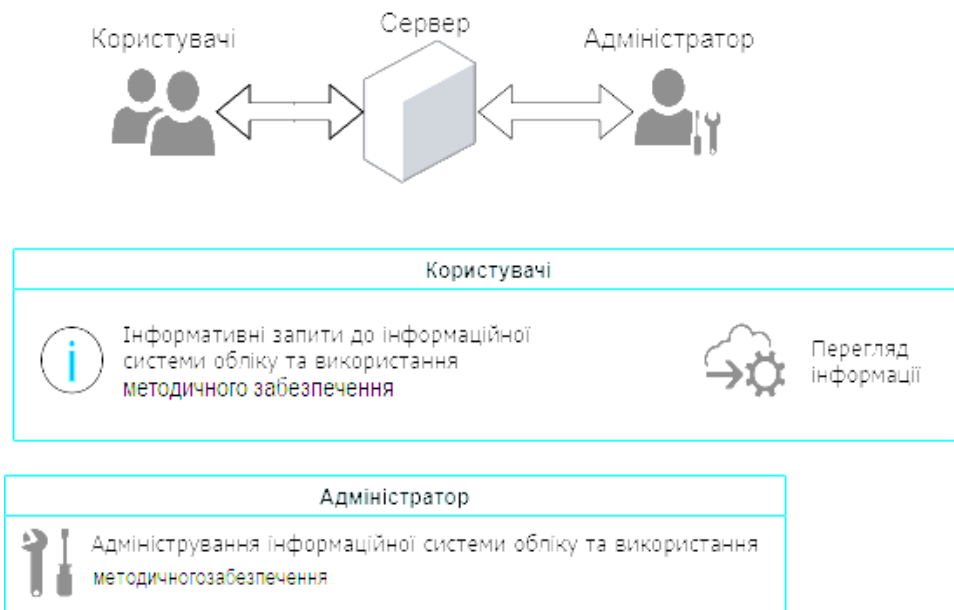 Користувачі
Сервер
Адміністратор
Користувачі
Інформативні запити до інформаційної
системи обліку та використання
методичного забезпечення
Перегляд
інформації
Адміністратор
Адміністрування інформаційної системи обліку та використання
методичногозабезпечення